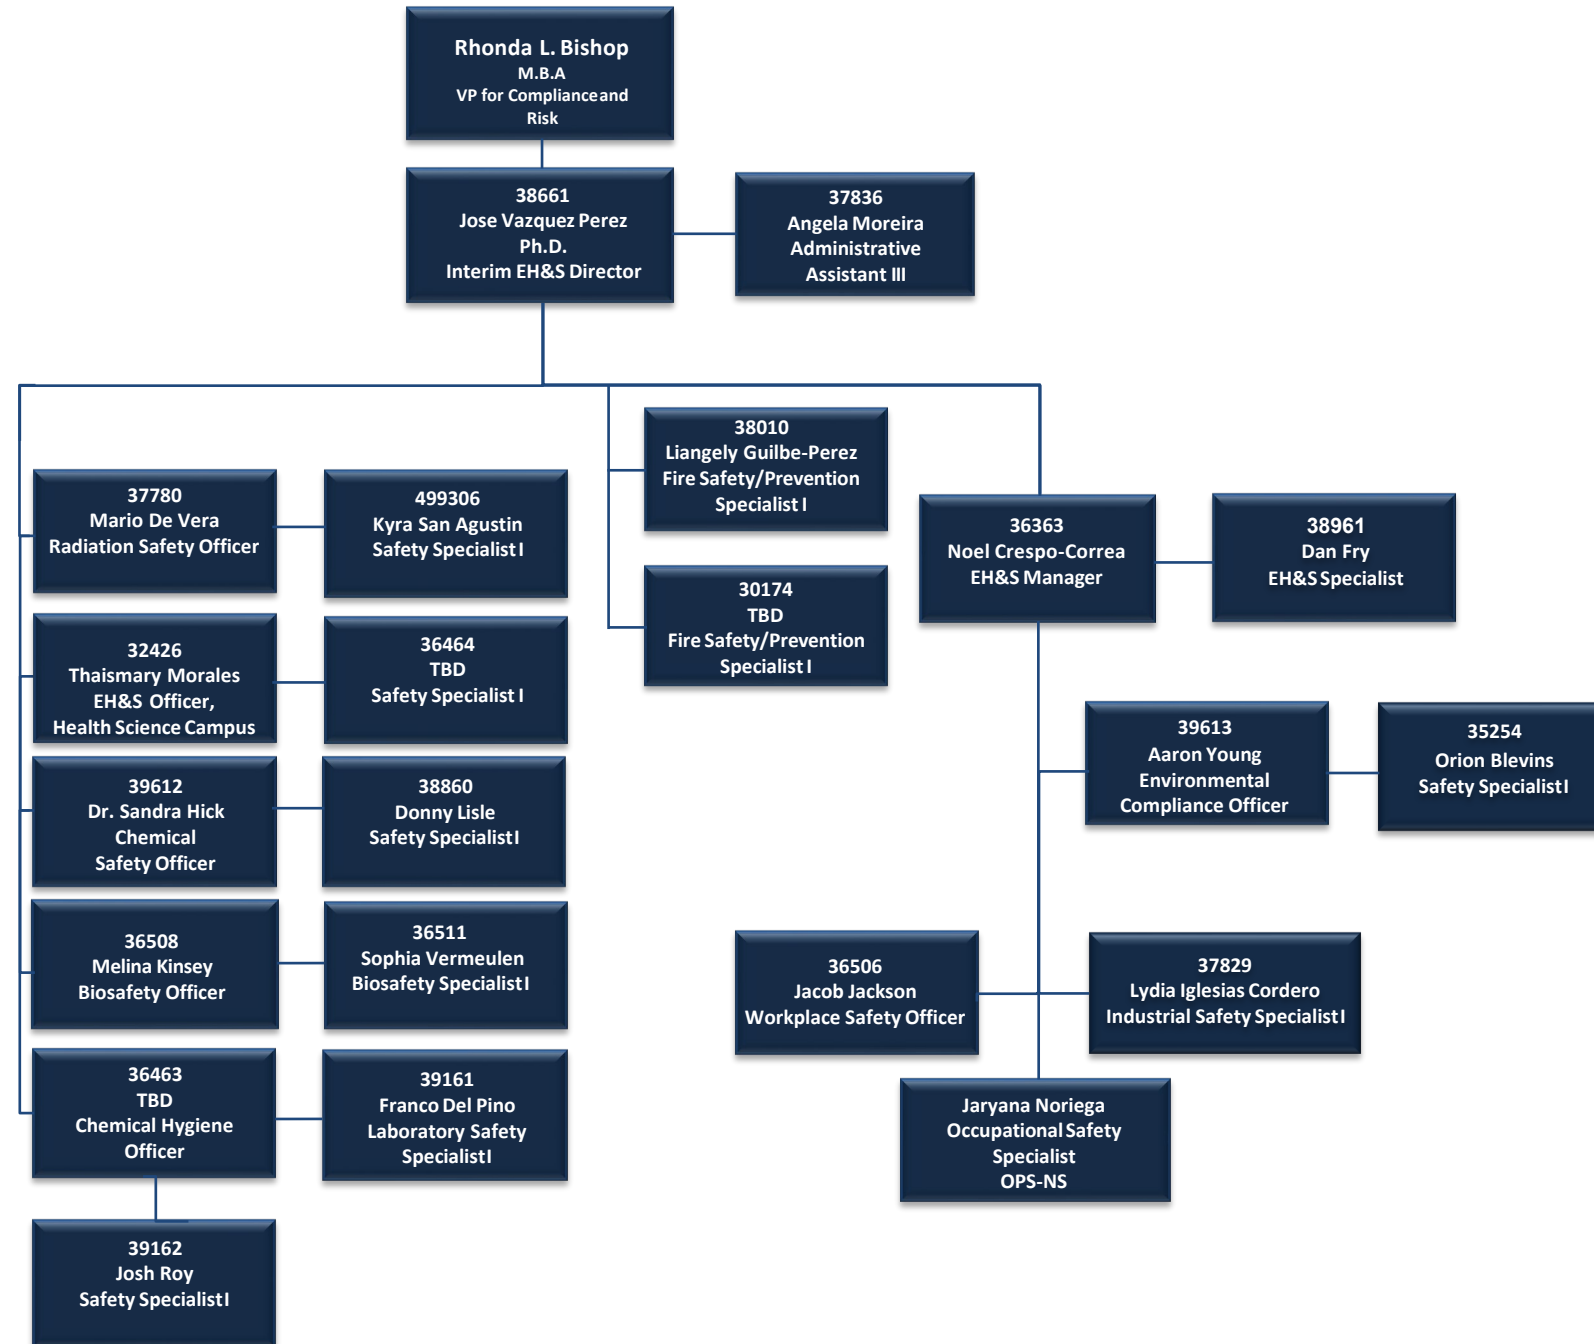 Rhonda L. Bishop
M.B.A
VP for Compliance and
Risk
38661
Jose Vazquez Perez
Ph.D.
Interim EH&S Director
37836
Angela Moreira
Administrative
Assistant III
37780
Mario De Vera
Radiation Safety Officer
499306
Kyra San Agustin
Safety Specialist I
32426
Thaismary Morales
EH&S Officer,
Health Science Campus
36464
TBD
Safety Specialist I
39612
Dr. Sandra Hick
Chemical
Safety Officer
38860
Donny Lisle
Safety Specialist I
36508
Melina Kinsey
Biosafety Officer
36511
Sophia Vermeulen
Biosafety Specialist I
36463
TBD
Chemical Hygiene
Officer
39161
Franco Del Pino
Laboratory Safety
Specialist I
39162
Josh Roy
Safety Specialist I
38010
Liangely Guilbe-Perez
Fire Safety/Prevention
Specialist I
30174
TBD
Fire Safety/Prevention
Specialist I
36363
Noel Crespo-Correa
EH&S Manager
38961
Dan Fry
EH&S Specialist
39613
Aaron Young
Environmental
Compliance Officer
35254
Orion Blevins
Safety Specialist I
36506
Jacob Jackson
Workplace Safety Officer
37829
Lydia Iglesias Cordero
Industrial Safety Specialist I
Jaryana Noriega
Occupational Safety
Specialist
OPS-NS